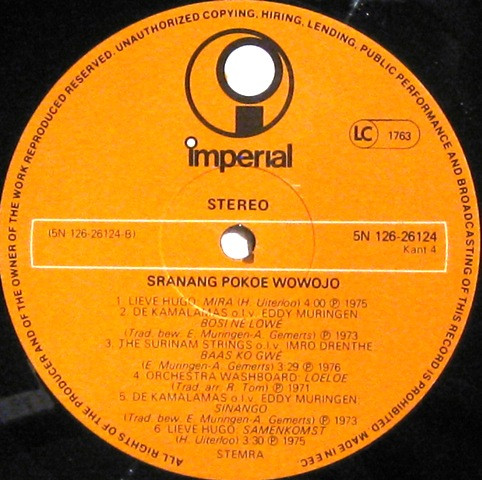 ALL RIGHTS OF THE PRODUCER AND OF THE OWNER OF THE WORK REPRODUCED RESERVED. UNAUTHORIZED COPYING, HIRING, LENDING, PUBLIC PERFORMANCE AND BROADCASTING OF THIS RECORD IS PROHIBITED. MADE IN EEC
imperial
LC 1763
STEREO
(5N 126-26124-B) 5N 126-26124
Kant 4
SRANANG POKOE WOWOJO
1. LIEVE HUGO: MIRA (H. Uiterloo) 4.00 ℗ 1975
2. DE KAMALAMAS o.l.v. EDDY MURINGEN:
BOSI NE LOWE
(Trad. bew. E. Muringen-A. Gemerts) ℗ 1973
3. THE SURINAM STRINGS o.l.v. IMRO DRENTHE
BAAS KO GWÉ
(E. Muringen-A. Gemerts) 3.29 ℗ 1976
4. ORCHESTRA WASHBOARD: LOELOE
(Trad. arr. R. Tom) ℗ 1971
5. DE KAMALAMAS o.l.v. EDDY MURINGEN:
SINANGO
(Trad. bew. E. Muringen-A. Gemerts) ℗ 1973
6. LIEVE HUGO: SAMENKOMST
(H. Uiterloo) 3.30 ℗ 1975
STEMRA